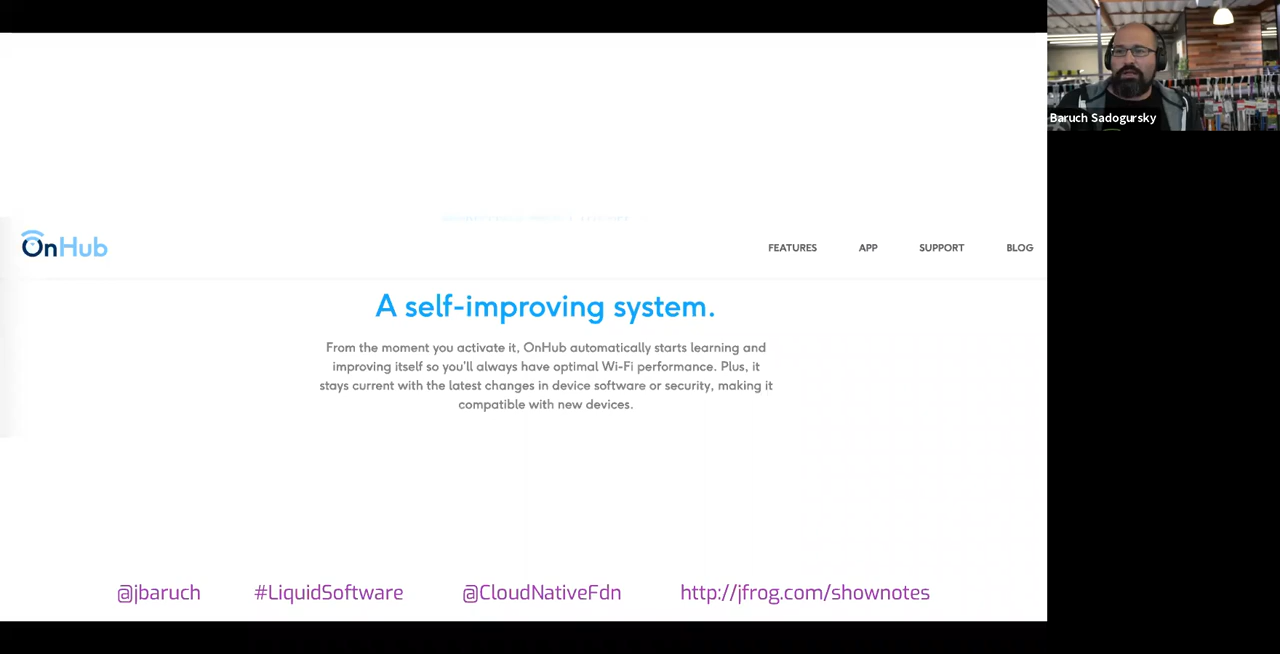 Baruch Sadogursky
OnHub
FEATURES APP SUPPORT BLOG
A self-improving system.
From the moment you activate it, OnHub automatically starts learning and
improving itself so you'll always have optimal Wi-Fi performance. Plus, it
stays current with the latest changes in device software or security, making it
compatible with new devices.
@jbaruch #LiquidSoftware @CloudNativeFdn http://jfrog.com/shownotes